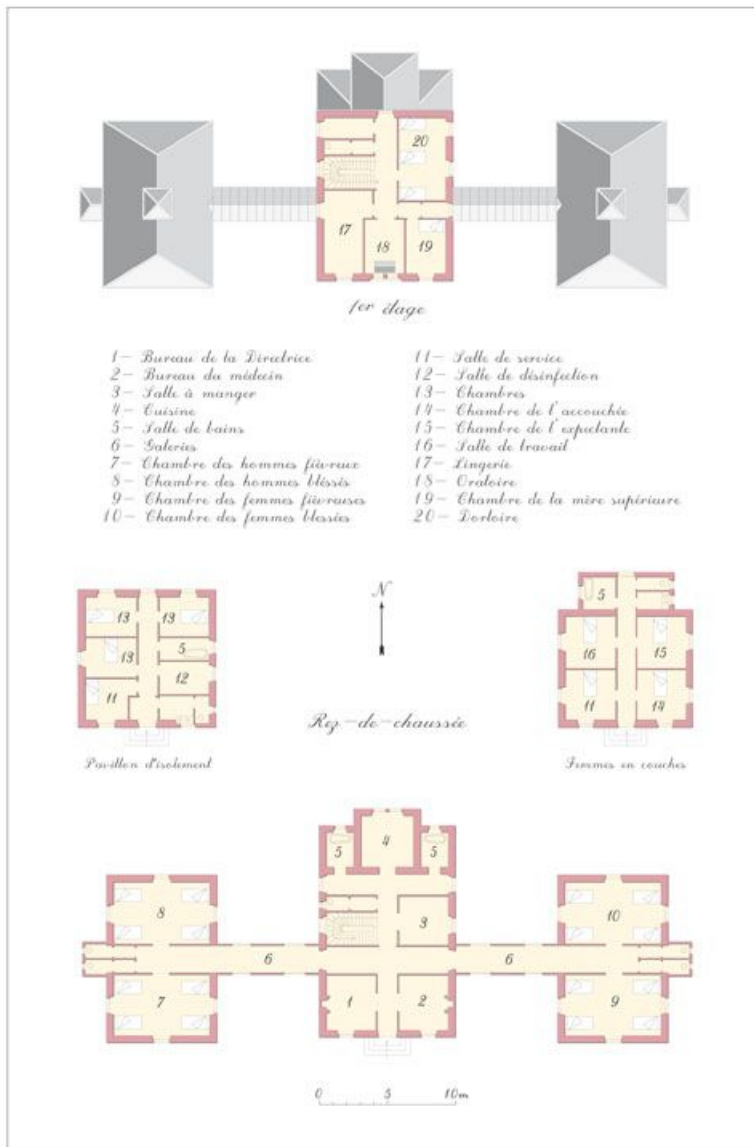 20
17
18
19
1er étage
1 - Bureau de la Directrice
2 - Bureau du médecin
3 - Salle à manger
4 - Cuisine
5 - Salle de bains
6 - Galeries
7 - Chambre des hommes fièvreux
8 - Chambre des hommes bléssés
9 - Chambre des femmes fièvreuses
10 - Chambre des femmes blessées
11 - Salle de service
12 - Salle de désinfection
13 - Chambres
14 - Chambre de l'accouchée
15 - Chambre de l'expectante
16 - Salle de travail
17 - Lingerie
18 - Oratoire
19 - Chambre de la mère supérieure
20 - Dortoire
N
13
13
13
5
12
11
Pavillon d'isolement
Rez-de-chaussée
5
16
15
11
14
Femmes en couches
5
4
5
8
3
10
6
6
7
1
2
9
0 5 10m